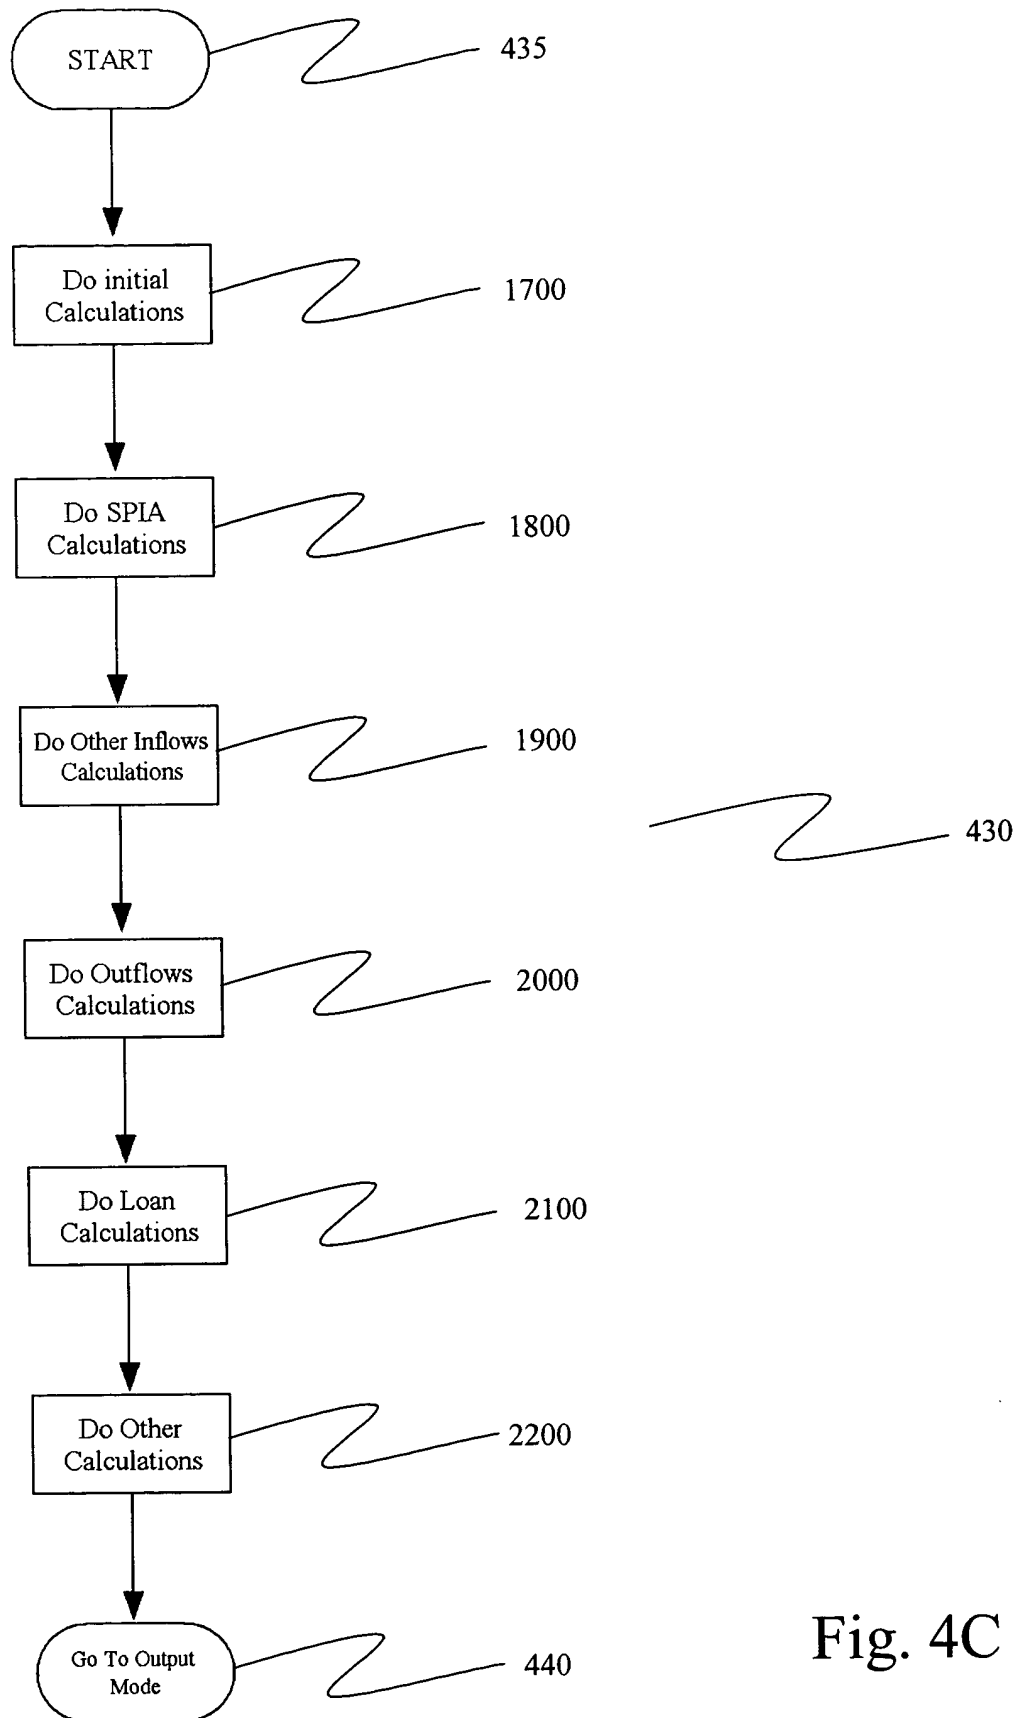 START
435
Do initial
Calculations
1700
Do SPIA
Calculations
1800
Do Other Inflows
Calculations
1900
430
Do Outflows
Calculations
2000
Do Loan
Calculations
2100
Do Other
Calculations
2200
Go To Output
Mode
440
Fig. 4C